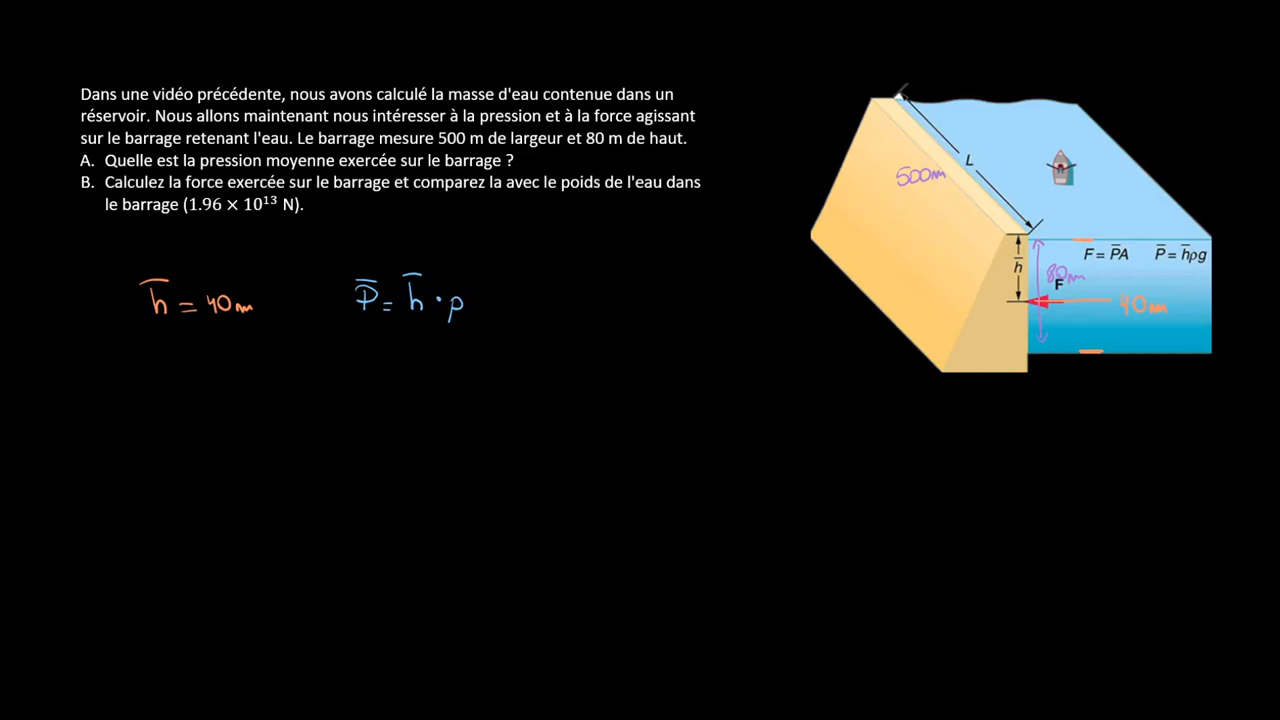 Dans une vidéo précédente, nous avons calculé la masse d'eau contenue dans un
réservoir. Nous allons maintenant nous intéresser à la pression et à la force agissant
sur le barrage retenant l'eau. Le barrage mesure 500 m de largeur et 80 m de haut.
A. Quelle est la pression moyenne exercée sur le barrage ?
B. Calculez la force exercée sur le barrage et comparez la avec le poids de l'eau dans
le barrage (1.96 × 10¹³ N).
h̅ = 40m
P̅ = h̅ · ρ
L
500m
h̅
80m
F
F = P̅A
P̅ = h̅ρg
40m